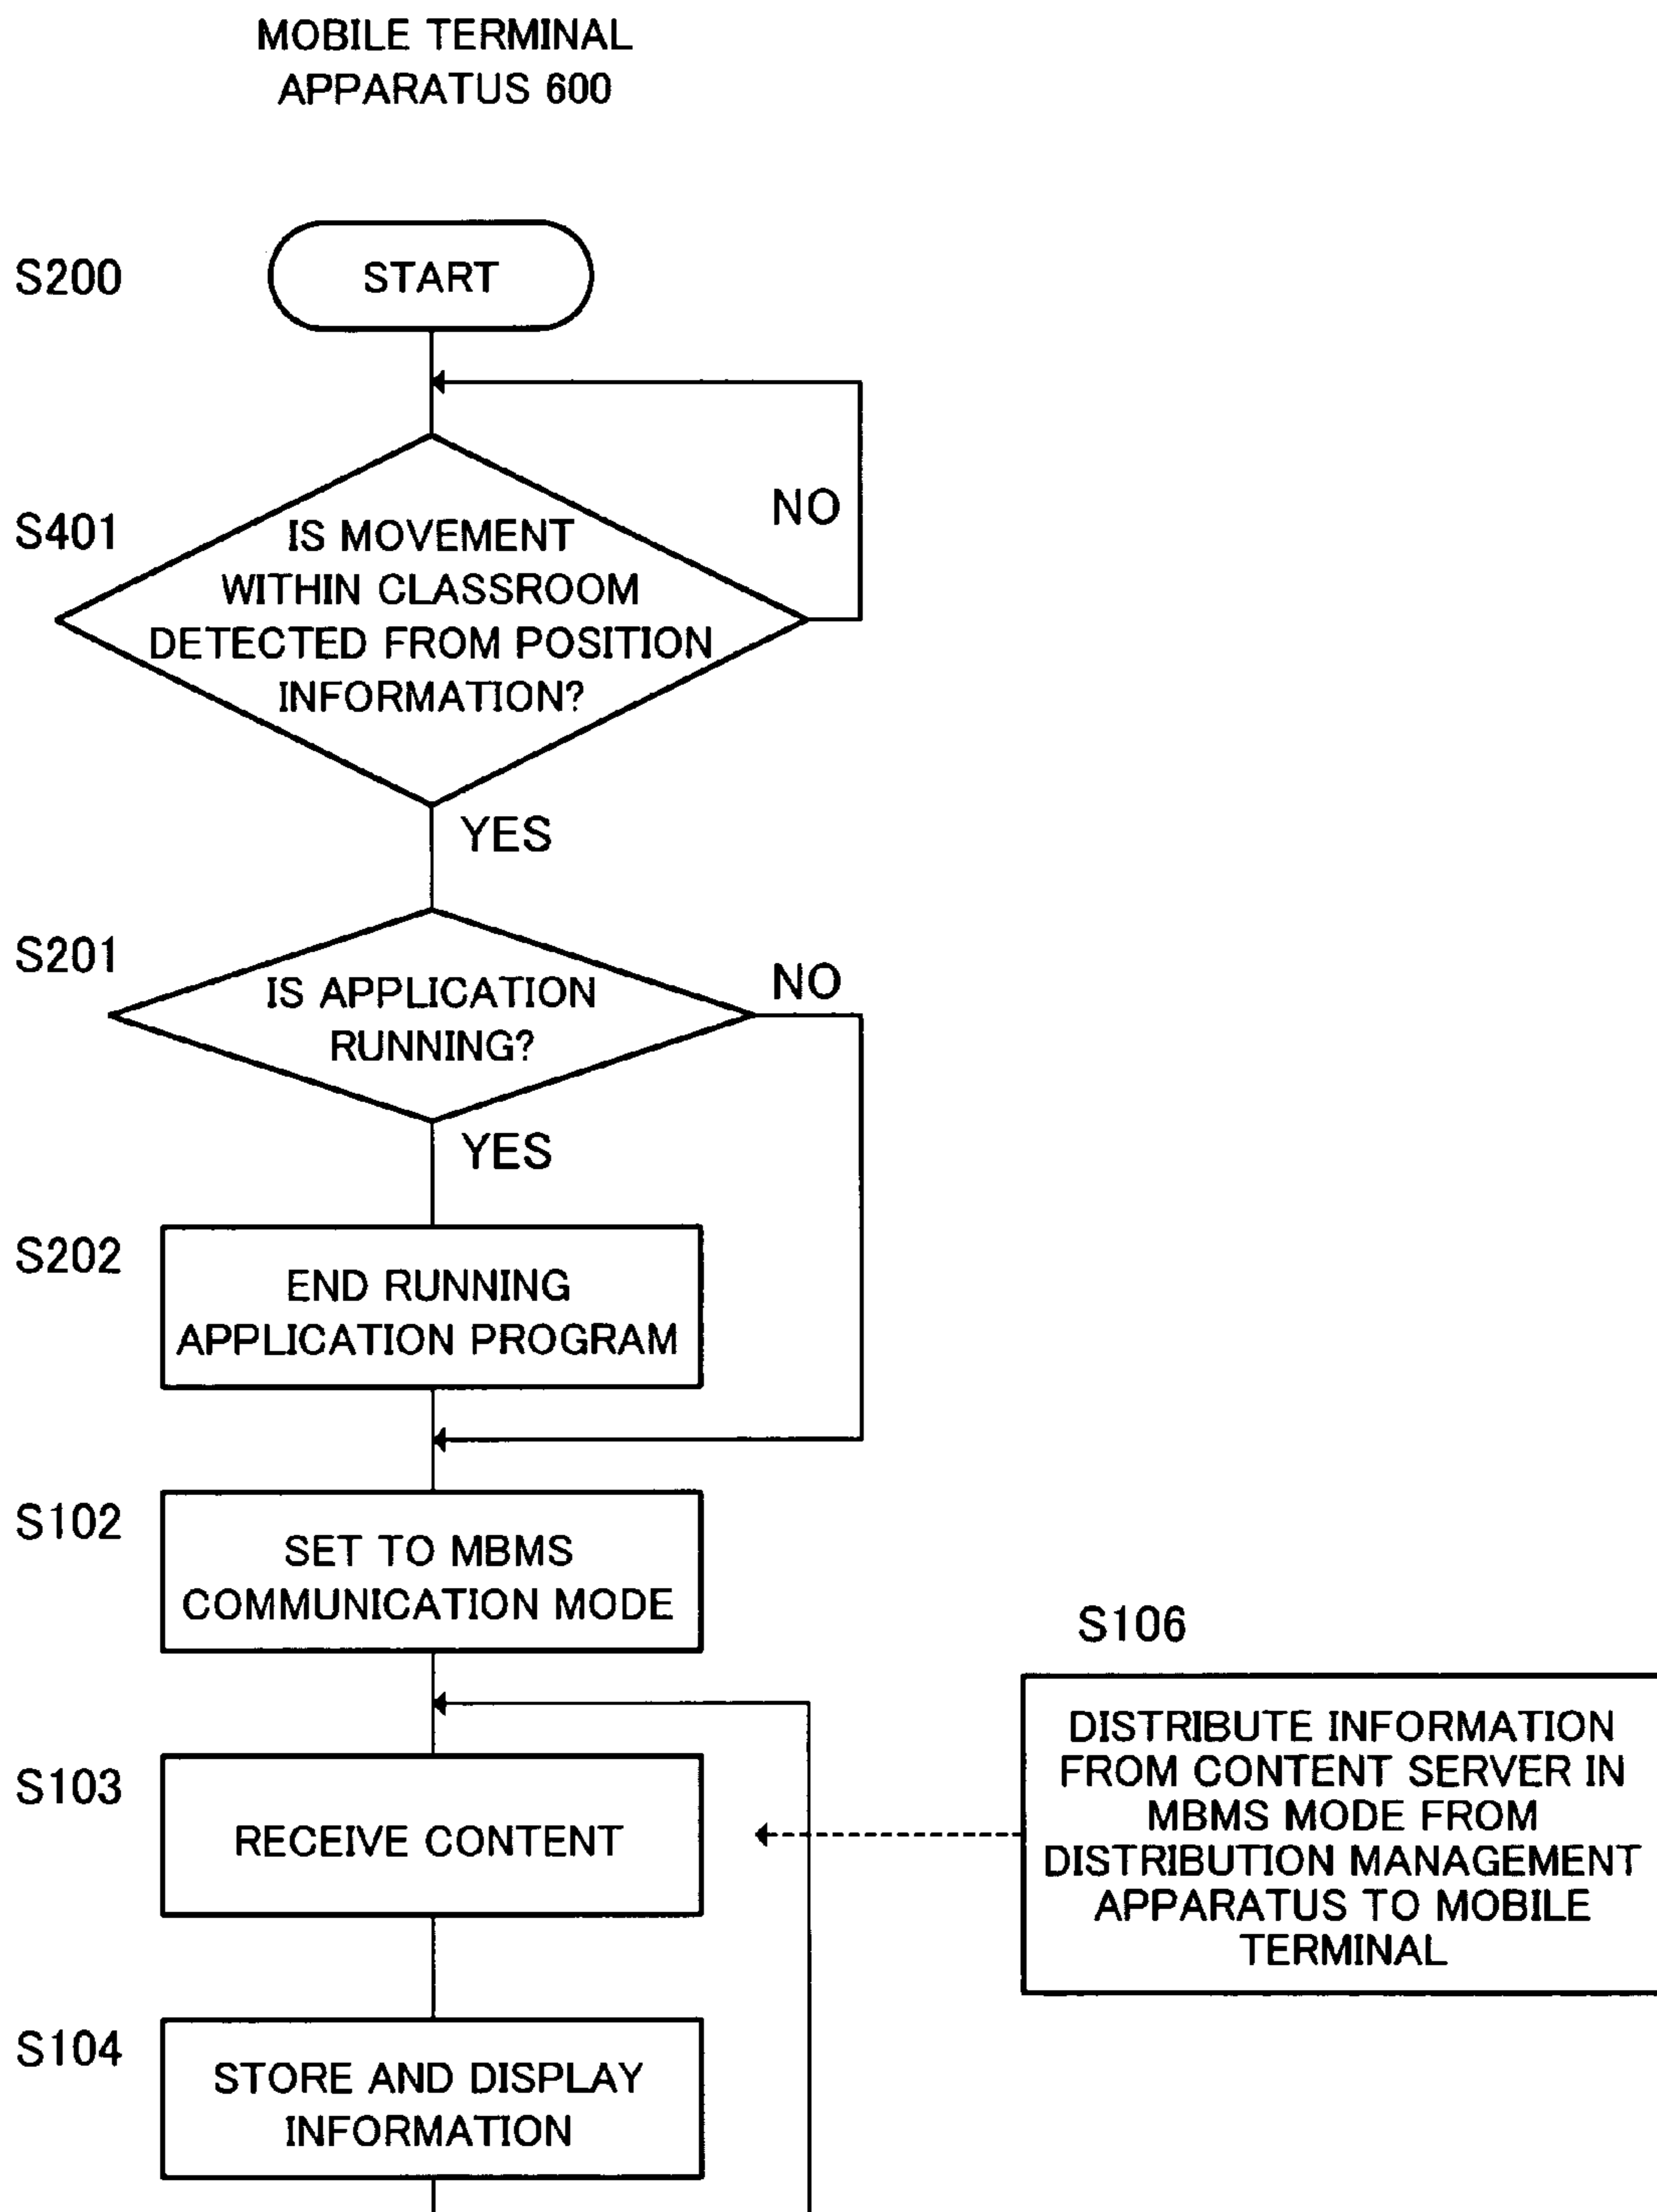 MOBILE TERMINAL
APPARATUS 600
S200
START
S401
IS MOVEMENT
WITHIN CLASSROOM
DETECTED FROM POSITION
INFORMATION?
NO
YES
S201
IS APPLICATION
RUNNING?
NO
YES
S202
END RUNNING
APPLICATION PROGRAM
S102
SET TO MBMS
COMMUNICATION MODE
S106
DISTRIBUTE INFORMATION
FROM CONTENT SERVER IN
MBMS MODE FROM
DISTRIBUTION MANAGEMENT
APPARATUS TO MOBILE
TERMINAL
S103
RECEIVE CONTENT
S104
STORE AND DISPLAY
INFORMATION